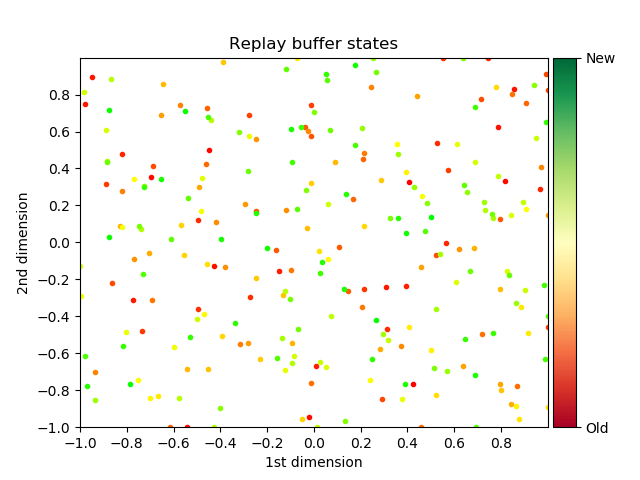 Replay buffer states
New
0.8
0.6
0.4
0.2
0.0
−0.2
−0.4
−0.6
−0.8
−1.0
2nd dimension
Old
−1.0 −0.8 −0.6 −0.4 −0.2 0.0 0.2 0.4 0.6 0.8
1st dimension